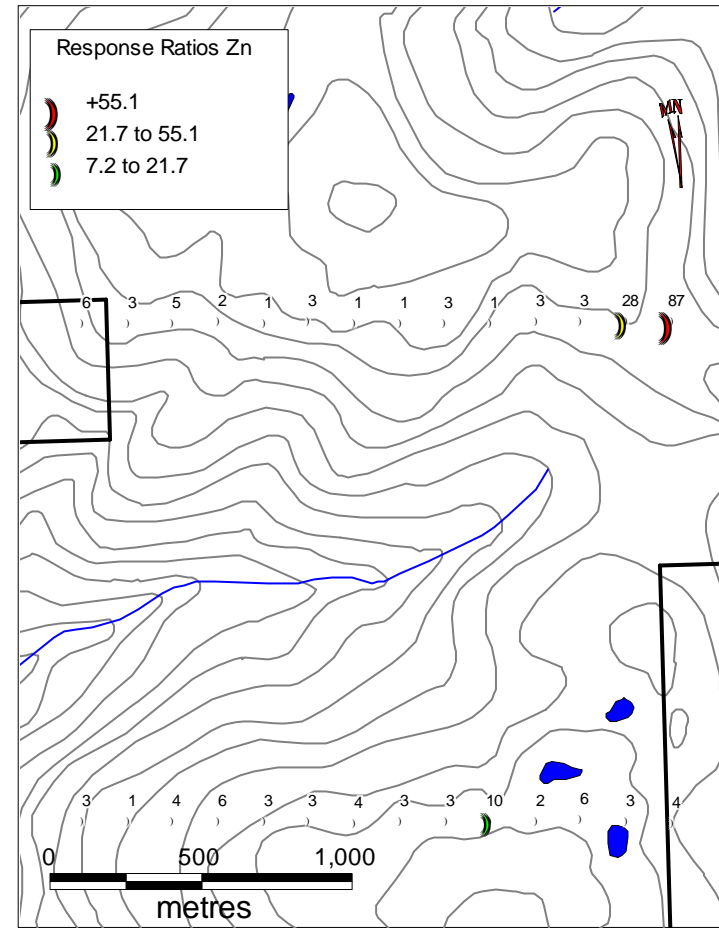 Response Ratios Zn
+55.1
21.7 to 55.1
7.2 to 21.7
MN
6 3 5 2 1 3 1 1 3 1 3 3 28 87
3 1 4 6 3 3 4 3 3 10 2 6 3 4
0 500 1,000
metres